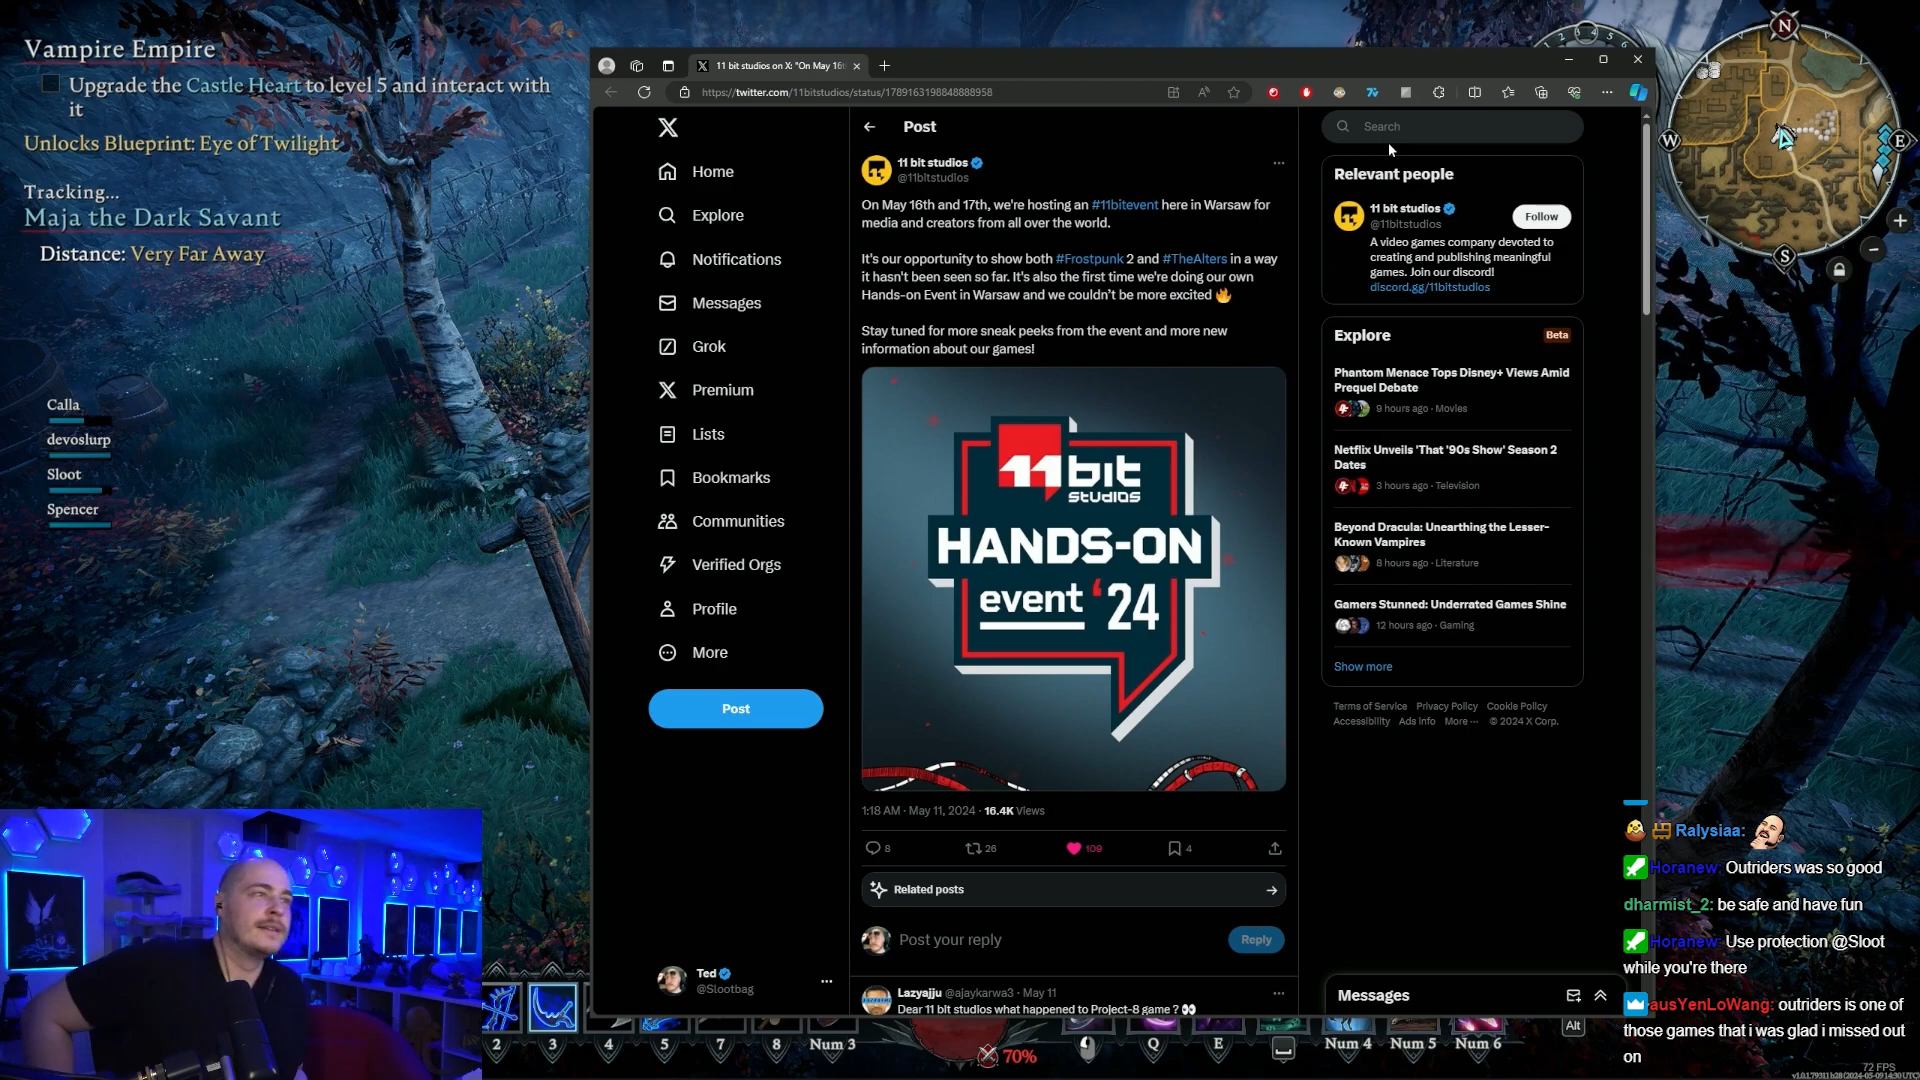 Vampire Empire
Upgrade the Castle Heart to level 5 and interact with
it
Unlocks Blueprint: Eye of Twilight
Tracking...
Maja the Dark Savant
Distance: Very Far Away
Calla
devoslurp
Sloot
Spencer
11 bit studios on X: "On May 16th
https://twitter.com/11bitstudios/status/1789163198848888958
Home
Explore
Notifications
Messages
Grok
Premium
Lists
Bookmarks
Communities
Verified Orgs
Profile
More
Post
Ted
@Slootbag
Post
11 bit studios
@11bitstudios
On May 16th and 17th, we're hosting an #11bitevent here in Warsaw for
media and creators from all over the world.
It's our opportunity to show both #Frostpunk 2 and #TheAlters in a way
it hasn't been seen so far. It's also the first time we're doing our own
Hands-on Event in Warsaw and we couldn't be more excited 🔥
Stay tuned for more sneak peeks from the event and more new
information about our games!
11 bit
STUDIOS
HANDS-ON
event '24
1:18 AM · May 11, 2024 · 16.4K Views
8
26
109
4
Related posts
Post your reply
Reply
Lazyajju @ajaykarwa3 · May 11
Dear 11 bit studios what happened to Project-8 game ? 👀
Search
Relevant people
11 bit studios
@11bitstudios
Follow
A video games company devoted to
creating and publishing meaningful
games. Join our discord!
discord.gg/11bitstudios
Explore
Beta
Phantom Menace Tops Disney+ Views Amid
Prequel Debate
9 hours ago · Movies
Netflix Unveils 'That '90s Show' Season 2
Dates
3 hours ago · Television
Beyond Dracula: Unearthing the Lesser-
Known Vampires
8 hours ago · Literature
Gamers Stunned: Underrated Games Shine
12 hours ago · Gaming
Show more
Terms of Service Privacy Policy Cookie Policy
Accessibility Ads info More ··· © 2024 X Corp.
Messages
N
W
E
S
Ralysiaa:
Horanew: Outriders was so good
dharmist_2: be safe and have fun
Horanew: Use protection @Sloot
while you're there
ausYenLoWang: outriders is one of
those games that i was glad i missed out
on
2
3
4
5
7
8
Num 3
70%
Q
E
Num 4
Num 5
Num 6
Alt
72 FPS